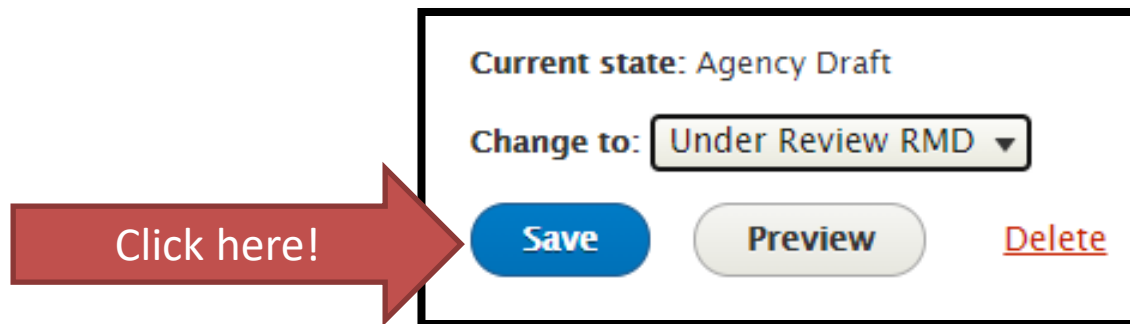 Current state: Agency Draft
Change to: Under Review RMD
Click here! Save Preview Delete